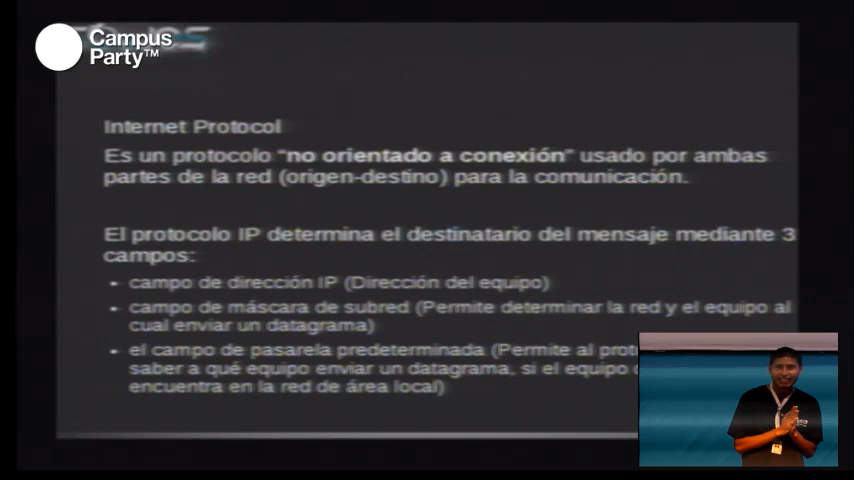 Campus
Party™
Internet Protocol
Es un protocolo "no orientado a conexión" usado por ambas
partes de la red (origen-destino) para la comunicación.
El protocolo IP determina el destinatario del mensaje mediante 3
campos:
- campo de dirección IP (Dirección del equipo)
- campo de máscara de subred (Permite determinar la red y el equipo al
cual enviar un datagrama)
- el campo de pasarela predeterminada (Permite al
saber a qué equipo enviar un datagrama, si el equipo
encuentra en la red de área local)